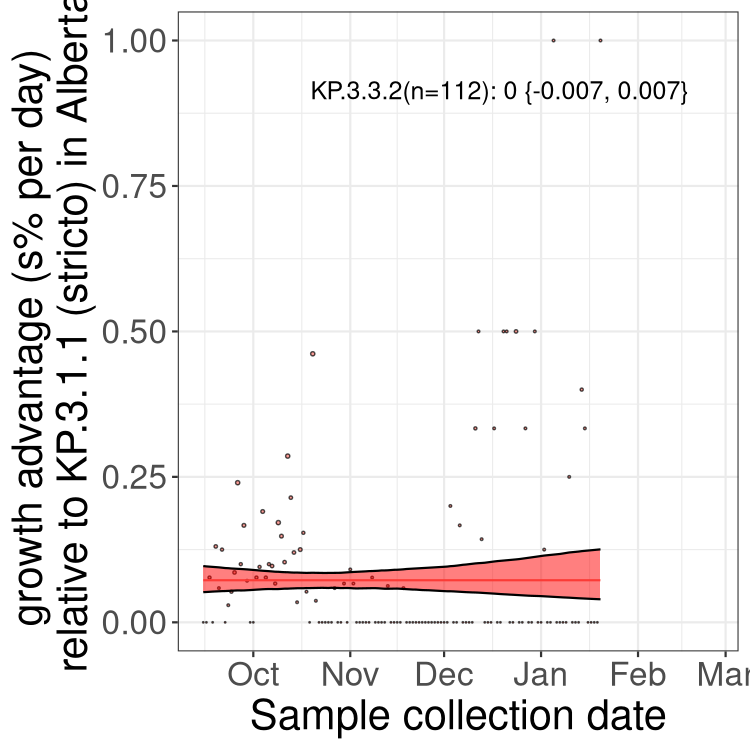 growth advantage (s% per day)
relative to KP.3.1.1 (stricto) in Alberta
1.00
0.75
0.50
0.25
0.00
KP.3.3.2(n=112): 0 {-0.007, 0.007}
Oct Nov Dec Jan Feb Mar
Sample collection date